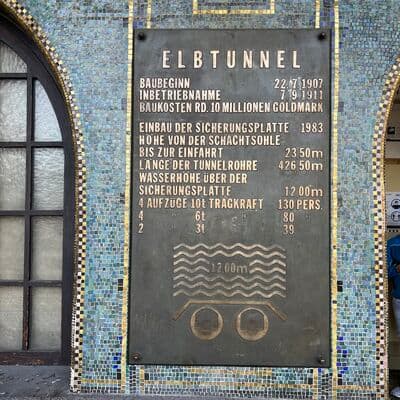 ELBTUNNEL
BAUBEGINN 22.7.1907
INBETRIEBNAHME 7.9.1911
BAUKOSTEN RD. 10 MILLIONEN GOLDMARK
EINBAU DER SICHERUNGSPLATTE 1983
HÖHE VON DER SCHACHTSOHLE
BIS ZUR EINFAHRT 23.50m
LÄNGE DER TUNNELRÖHRE 426.50m
WASSERHÖHE ÜBER DER
SICHERUNGSPLATTE 12.00m
4 AUFZÜGE 10t TRAGKRAFT 130 PERS.
4 6t 80
2 3t 39
12.00m